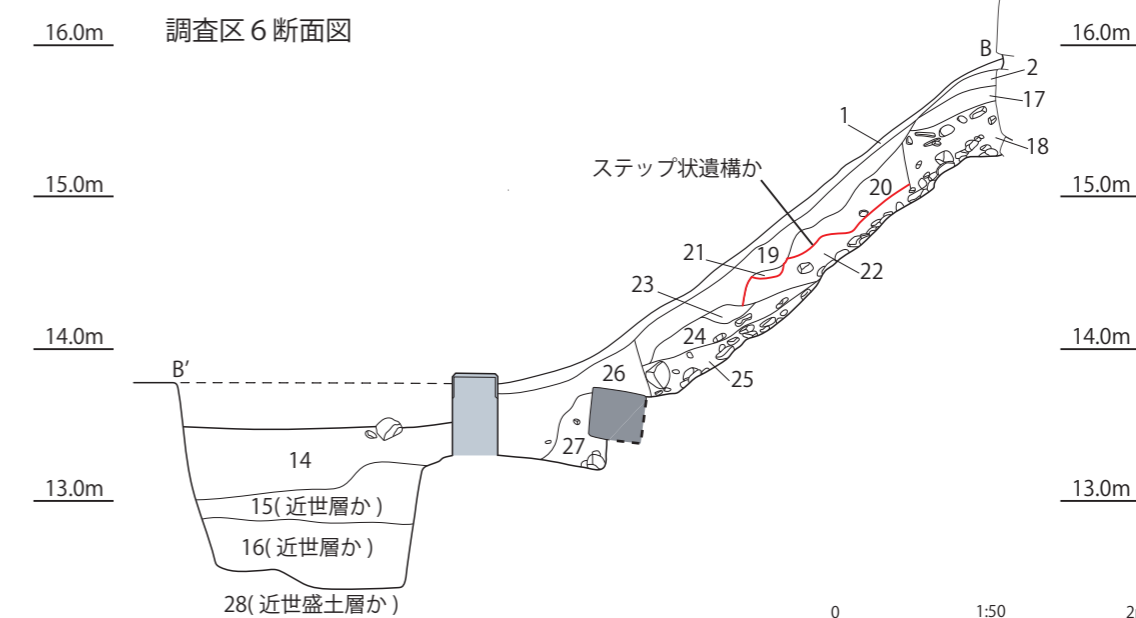 調査区６断面図
16.0m
16.0m
B
2
17
1
18
ステップ状遺構か
15.0m
20
15.0m
21
19
22
23
24
14.0m
14.0m
B’
26
25
27
14
13.0m
15( 近世層か )
13.0m
16( 近世層か )
28( 近世盛土層か )
0
1:50